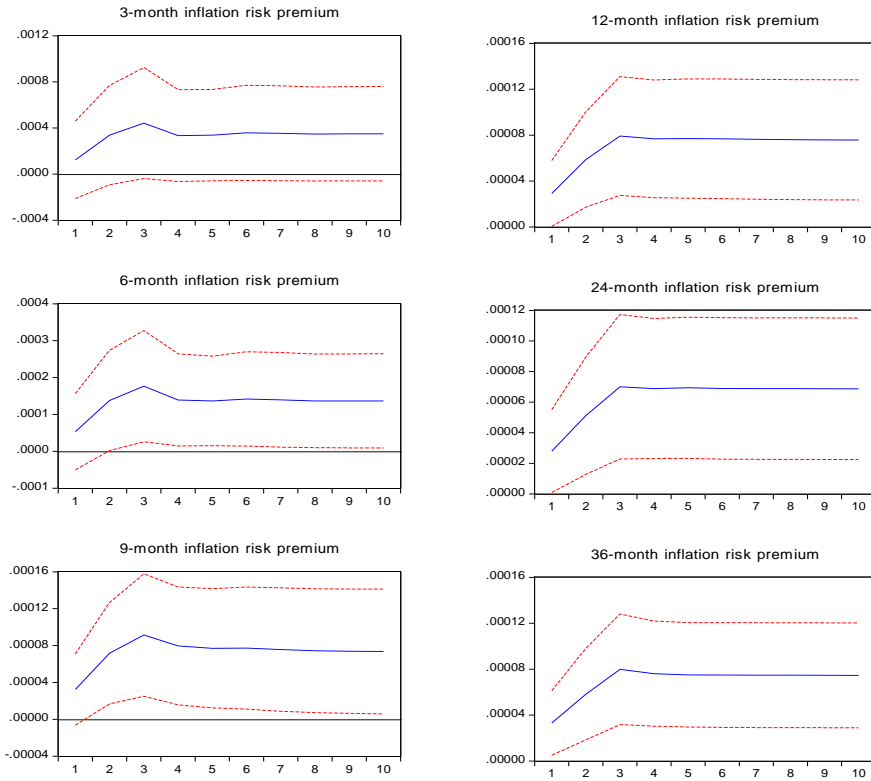 3-month inflation risk premium
.0012
.0008
.0004
.0000
-.0004
1 2 3 4 5 6 7 8 9 10
12-month inflation risk premium
.00016
.00012
.00008
.00004
.00000
1 2 3 4 5 6 7 8 9 10
6-month inflation risk premium
.0004
.0003
.0002
.0001
.0000
-.0001
1 2 3 4 5 6 7 8 9 10
24-month inflation risk premium
.00012
.00010
.00008
.00006
.00004
.00002
.00000
1 2 3 4 5 6 7 8 9 10
9-month inflation risk premium
.00016
.00012
.00008
.00004
.00000
-.00004
1 2 3 4 5 6 7 8 9 10
36-month inflation risk premium
.00016
.00012
.00008
.00004
.00000
1 2 3 4 5 6 7 8 9 10